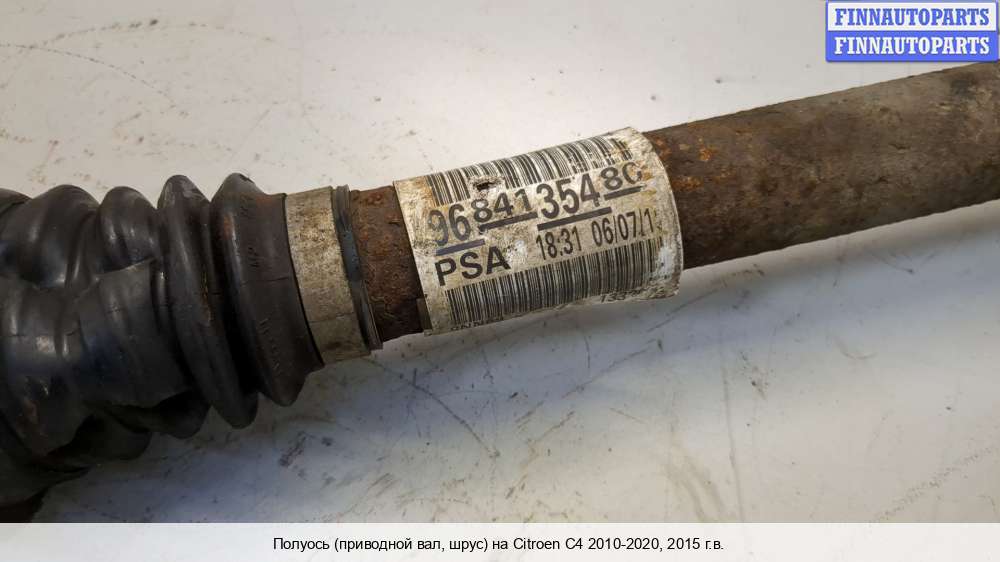 FINNAUTOPARTS
FINNAUTOPARTS
9684135480
PSA 18:31 06/07/1
Полуось (приводной вал, шрус) на Citroen C4 2010-2020, 2015 г.в.